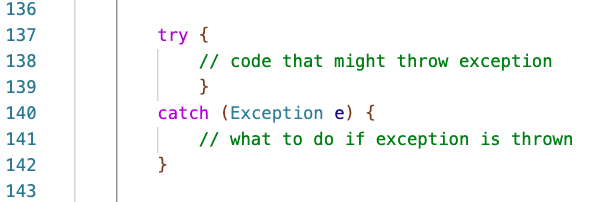 136
137 try {
138 // code that might throw exception
139 }
140 catch (Exception e) {
141 // what to do if exception is thrown
142 }
143